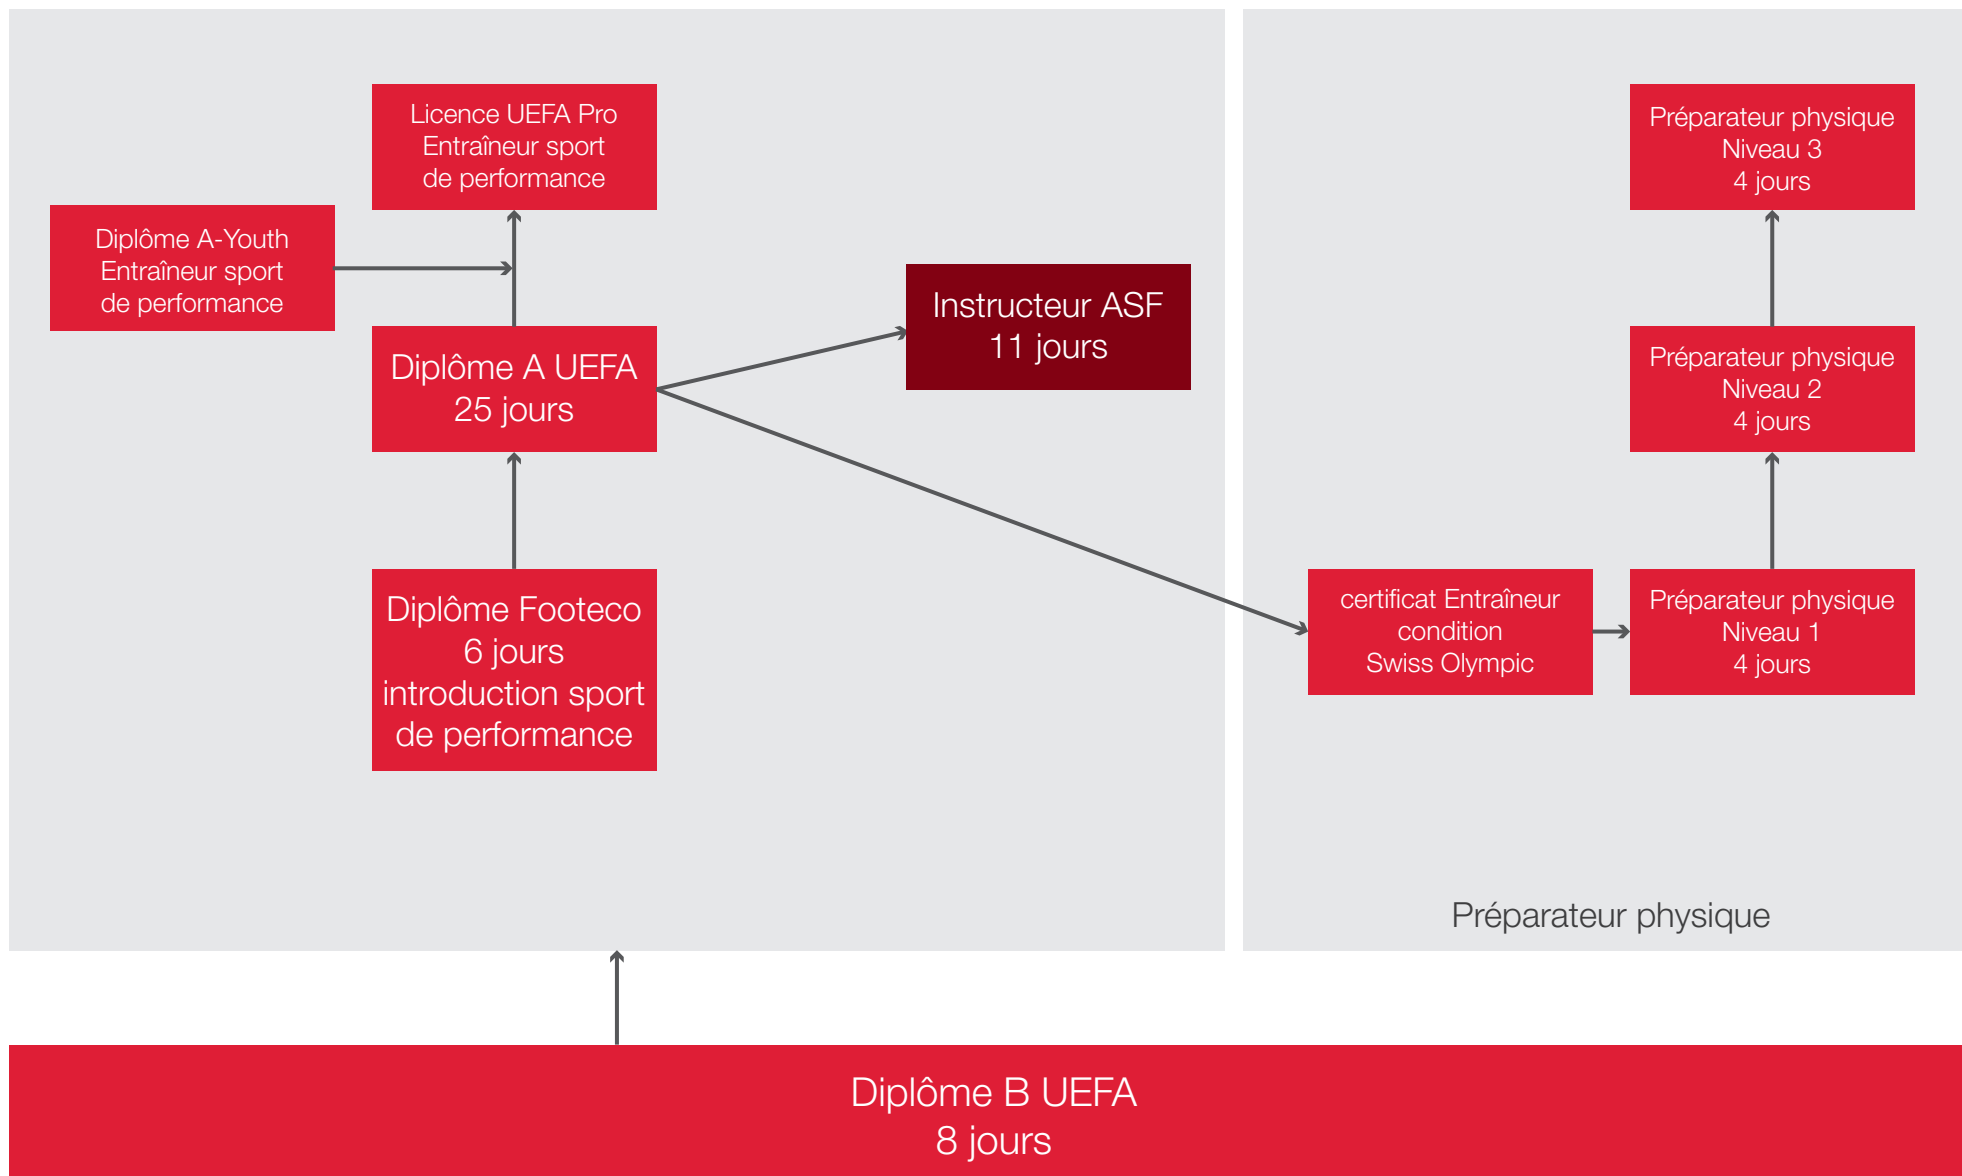 Licence UEFA Pro
Entraîneur sport
de performance
Diplôme A-Youth
Entraîneur sport
de performance
Diplôme A UEFA
25 jours
Instructeur ASF
11 jours
Diplôme Footeco
6 jours
introduction sport
de performance
Préparateur physique
Niveau 3
4 jours
Préparateur physique
Niveau 2
4 jours
certificat Entraîneur
condition
Swiss Olympic
Préparateur physique
Niveau 1
4 jours
Préparateur physique
Diplôme B UEFA
8 jours